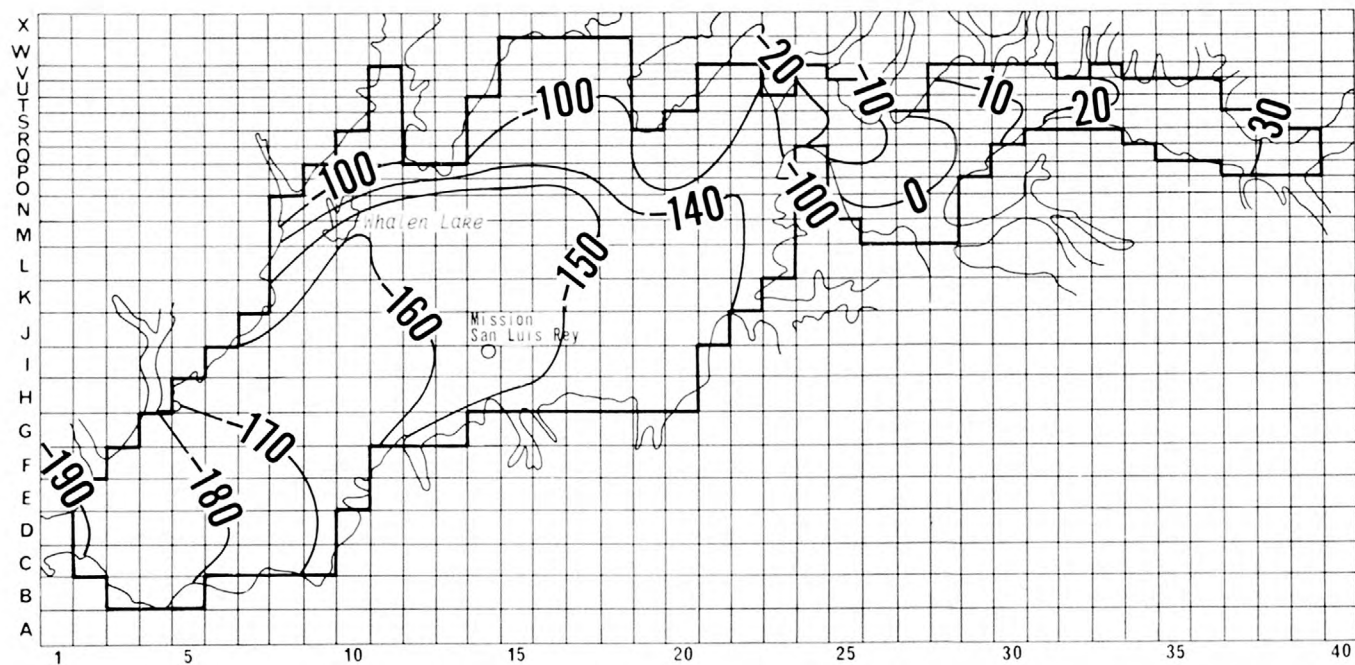 X
W
V
U
T
S
R
Q
P
O
N
M
L
K
J
I
H
G
F
E
D
C
B
A
-20
-10
10
20
30
-100
-100
-140
-100
0
Whalen Lake
-150
-160
Mission
San Luis Rey
-170
-190
-180
1 5 10 15 20 25 30 35 40